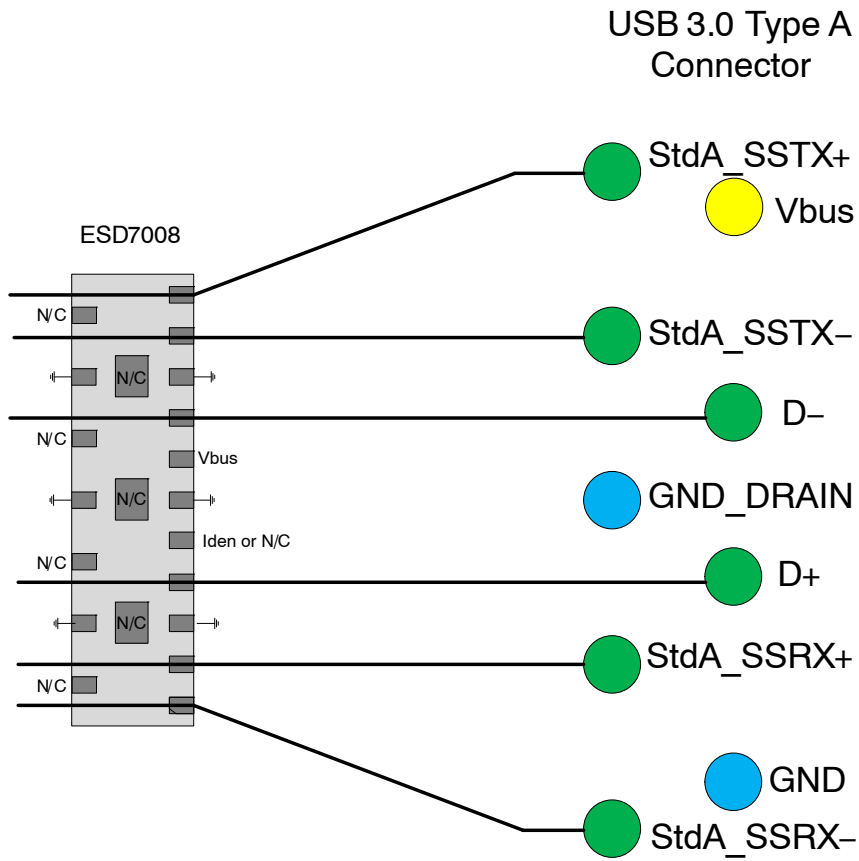 USB 3.0 Type A
Connector
StdA_SSTX+
Vbus
ESD7008
N/C
StdA_SSTX−
N/C
D−
N/C
Vbus
N/C
GND_DRAIN
Iden or N/C
N/C
D+
N/C
StdA_SSRX+
N/C
GND
StdA_SSRX−